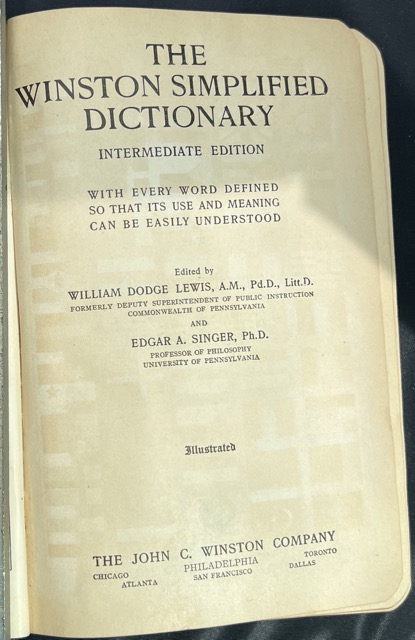 THE
WINSTON SIMPLIFIED
DICTIONARY
INTERMEDIATE EDITION
WITH EVERY WORD DEFINED
SO THAT ITS USE AND MEANING
CAN BE EASILY UNDERSTOOD
Edited by
WILLIAM DODGE LEWIS, A.M., Pd.D., Litt.D.
FORMERLY DEPUTY SUPERINTENDENT OF PUBLIC INSTRUCTION
COMMONWEALTH OF PENNSYLVANIA
AND
EDGAR A. SINGER, Ph.D.
PROFESSOR OF PHILOSOPHY
UNIVERSITY OF PENNSYLVANIA
Illustrated
THE JOHN C. WINSTON COMPANY
CHICAGO PHILADELPHIA TORONTO
ATLANTA SAN FRANCISCO DALLAS